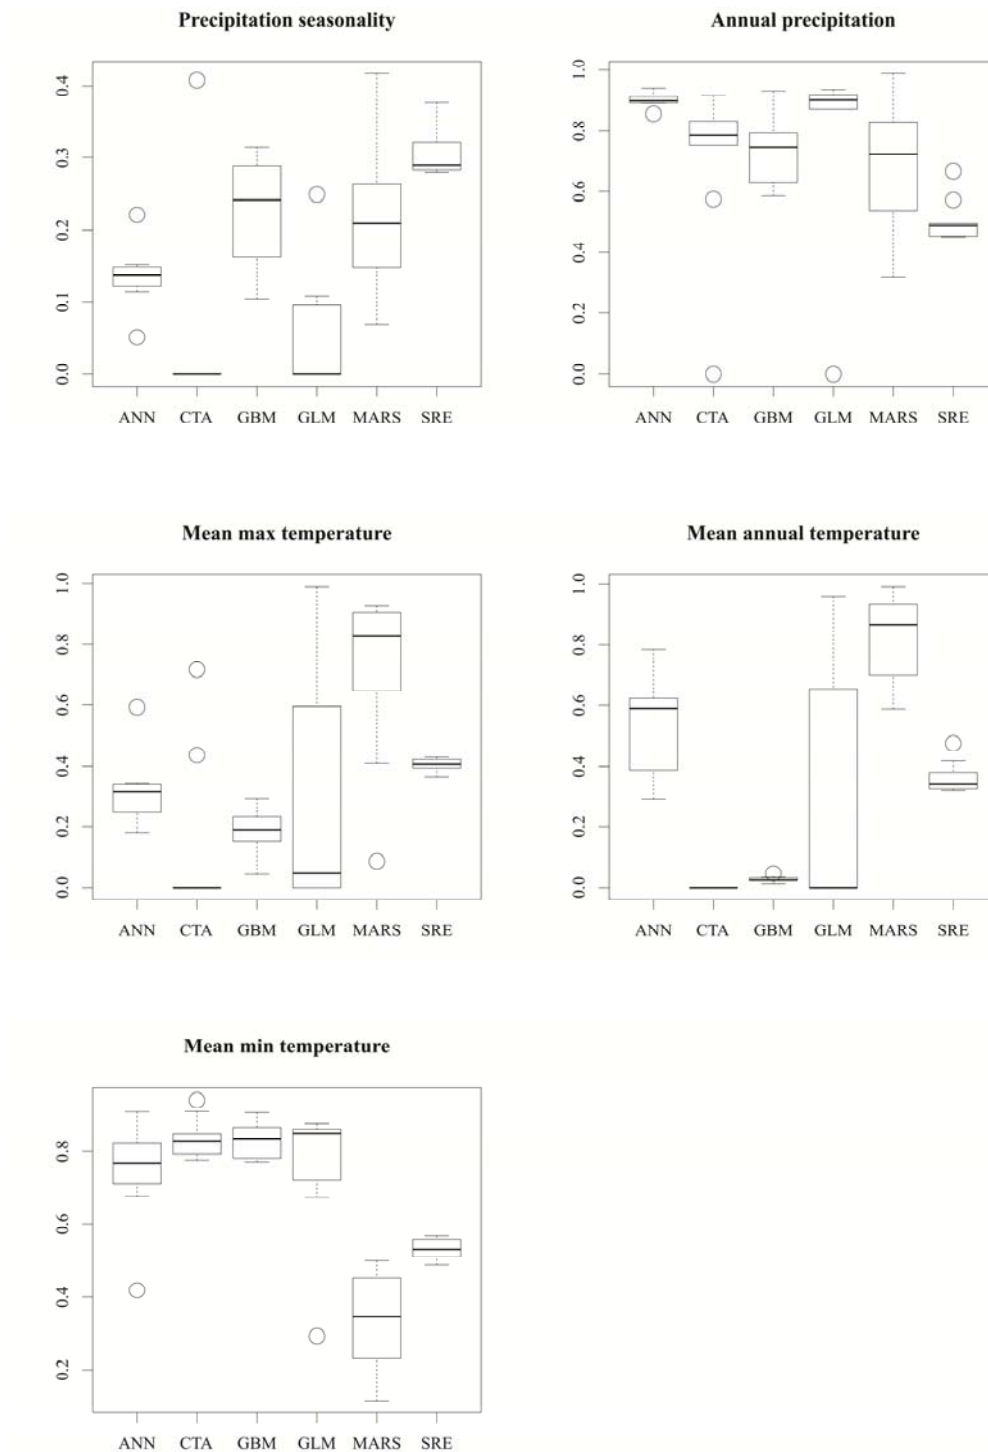 Precipitation seasonality
Annual precipitation
0.4
0.3
0.2
0.1
0.0
ANN CTA GBM GLM MARS SRE
1.0
0.8
0.6
0.4
0.2
0.0
ANN CTA GBM GLM MARS SRE
Mean max temperature
Mean annual temperature
1.0
0.8
0.6
0.4
0.2
0.0
ANN CTA GBM GLM MARS SRE
1.0
0.8
0.6
0.4
0.2
0.0
ANN CTA GBM GLM MARS SRE
Mean min temperature
0.8
0.6
0.4
0.2
ANN CTA GBM GLM MARS SRE